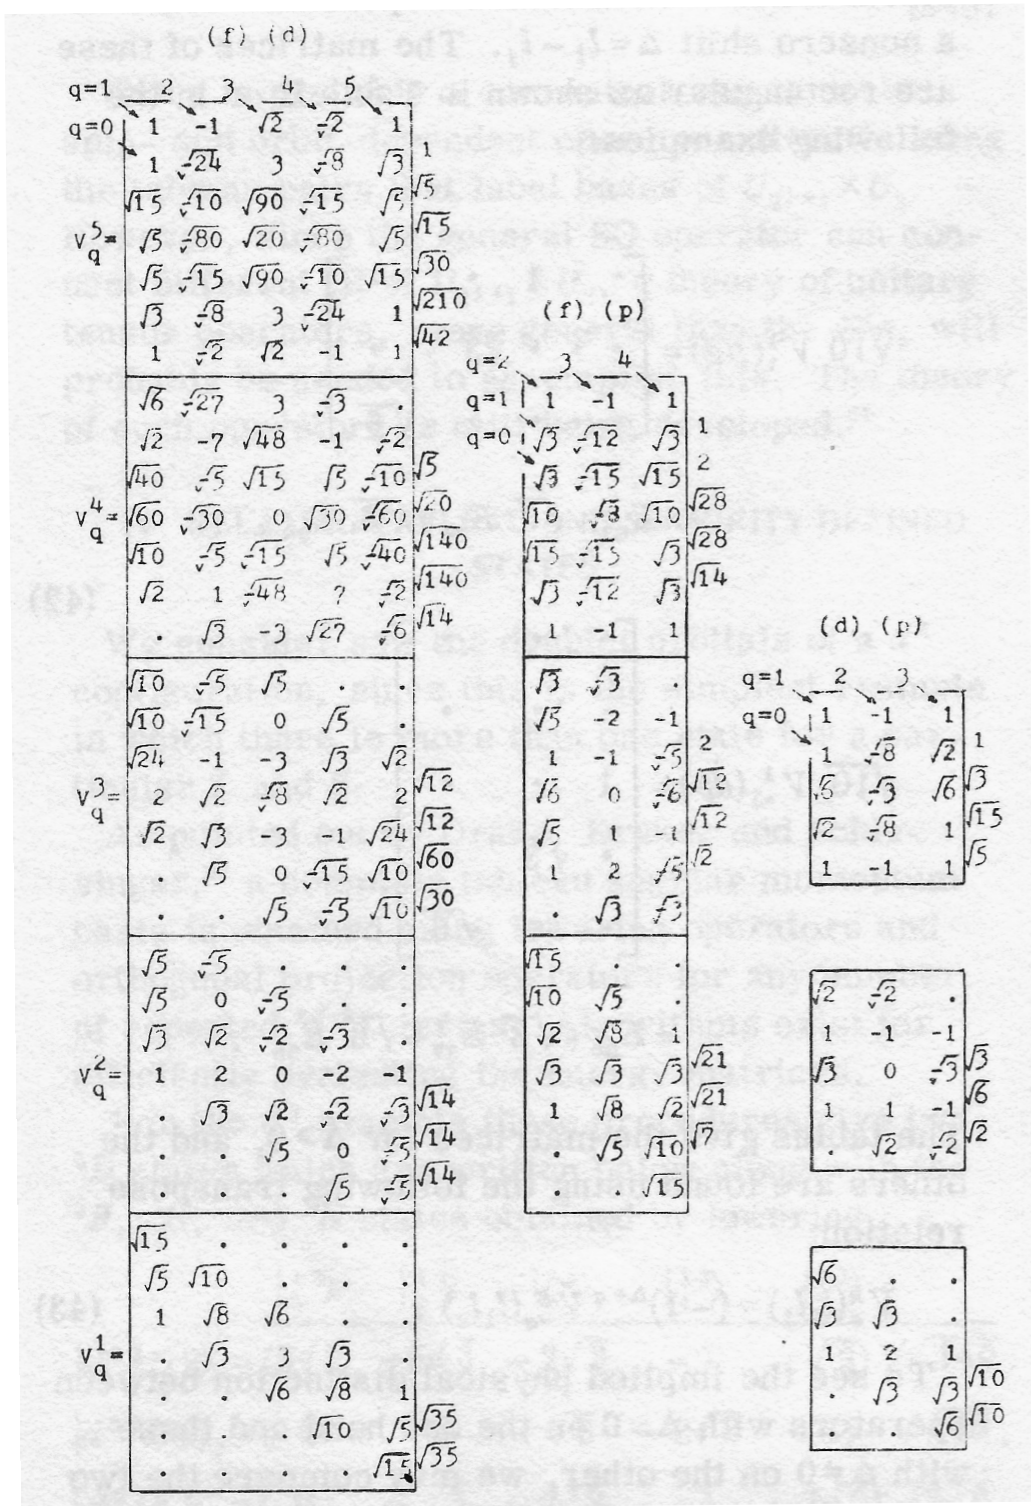 (f) (d)
q=1 2 3 4 5
q=0 1 -1 √2 -√2 1
1 -√24 3 -√8 √3 1
√15 -√10 √90 -√15 √5 √5
V⁵q= √5 -√80 √20 -√80 √5 √15
√5 -√15 √90 -√10 √15 √30
√3 -√8 3 -√24 1 √210
1 -√2 √2 -1 1 √42
√6 -√27 3 -√3 .
√2 -7 √48 -1 -√2
√40 -√5 √15 √5 -√10 √5
V⁴q= √60 -√30 0 √30 -√60 √20
√10 -√5 -√15 √5 -√40 √140
√2 1 -√48 7 -√2 √140
. √3 -3 √27 -√6 √14
√10 -√5 √5 . .
√10 -√15 0 √5 .
√24 -1 -3 √3 √2
V³q= 2 √2 -√8 √2 2 √12
√2 √3 -3 -1 √24 √12
. √5 0 -√15 √10 √60
. . √5 -√5 √10 √30
√5 -√5 . . .
√5 0 -√5 . .
√3 √2 -√2 -√3 .
V²q= 1 2 0 -2 -1
. √3 √2 -√2 -√3 √14
. . √5 0 -√5 √14
. . . √5 -√5 √14
√15 . . . .
√5 √10 . . .
1 √8 √6 . .
V¹q= . √3 3 √3 .
. . √6 √8 1
. . . √10 √5 √35
. . . . √15 √35
(f) (p)
q=2 3 4
q=1 1 -1 1
q=0 √3 -√12 √3 1
√3 -√15 √15 2
√10 -√8 √10 √28
√15 -√15 √3 √28
√3 -√12 √3 √14
1 -1 1
√3 -√3 .
√5 -2 -1
1 -1 -√5 2
√6 0 -√6 √12
√5 1 1 √12
1 2 -√5 √2
. √3 -√3
√15 . .
√10 √5 .
√2 √8 1
√3 √3 √3 √21
1 √8 √2 √21
. √5 √10 √7
. . √15
(d) (p)
q=1 2 3
q=0 1 -1 1
1 -√8 √2 1
√6 -√3 √6 √3
√2 -√8 1 √15
1 -1 1 √5
√2 -√2 .
1 -1 -1
√3 0 -√3 √3
1 1 -1 √6
. √2 -√2 √2
√6 . .
√3 √3 .
1 2 1
. √3 √3 √10
. . √6 √10